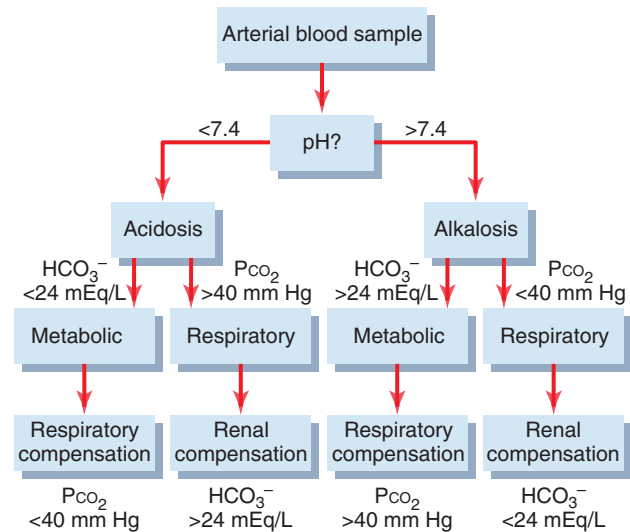 Arterial blood sample
<7.4
pH?
>7.4
Acidosis
Alkalosis
HCO₃⁻
<24 mEq/L
PCO₂
>40 mm Hg
HCO₃⁻
>24 mEq/L
PCO₂
<40 mm Hg
Metabolic
Respiratory
Metabolic
Respiratory
Respiratory
compensation
Renal
compensation
Respiratory
compensation
Renal
compensation
PCO₂
<40 mm Hg
HCO₃⁻
>24 mEq/L
PCO₂
>40 mm Hg
HCO₃⁻
<24 mEq/L